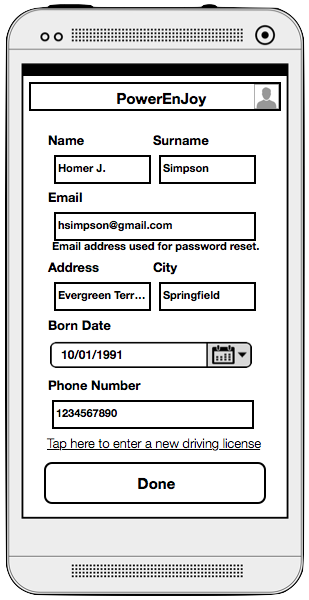 PowerEnJoy
Name Surname
Homer J. Simpson
Email
hsimpson@gmail.com
Email address used for password reset.
Address City
Evergreen Terr... Springfield
Born Date
10/01/1991
Phone Number
1234567890
Tap here to enter a new driving license
Done